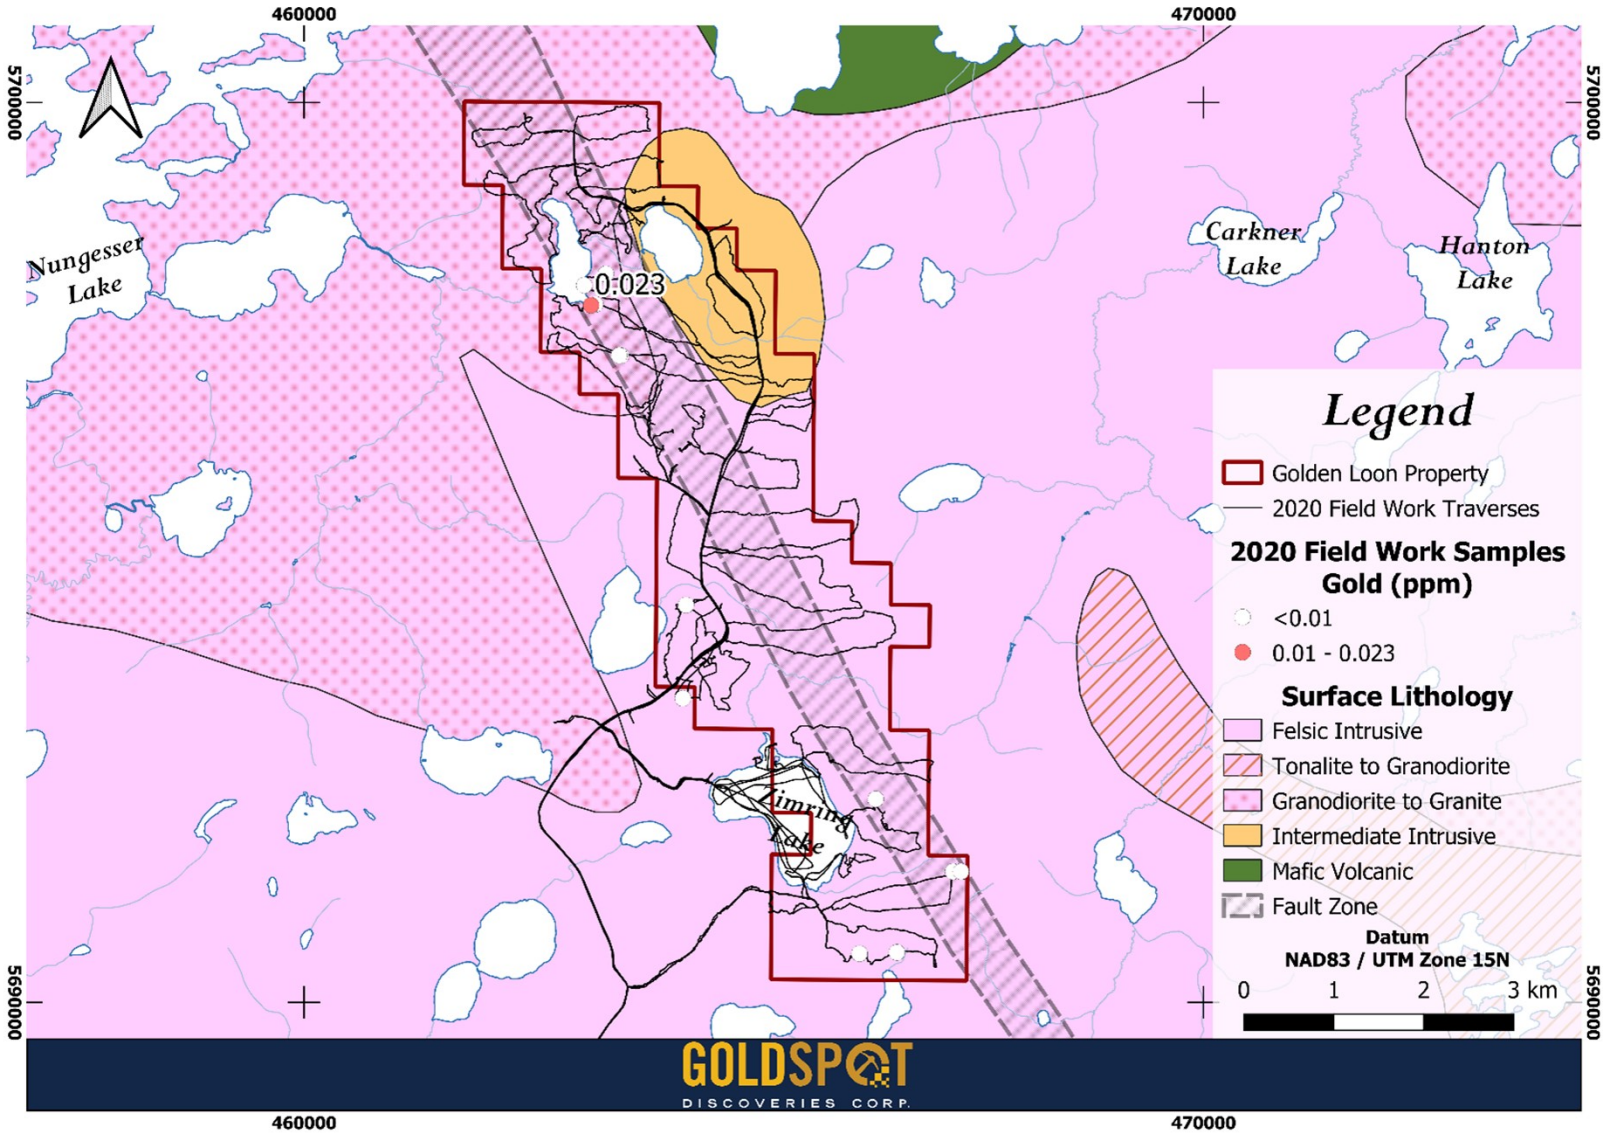 460000
470000
5700000
5700000
Nungesser
Lake
Carkner
Lake
Hanton
Lake
0.023
Legend
Golden Loon Property
2020 Field Work Traverses
2020 Field Work Samples
Gold (ppm)
<0.01
0.01 - 0.023
Surface Lithology
Felsic Intrusive
Tonalite to Granodiorite
Granodiorite to Granite
Intermediate Intrusive
Mafic Volcanic
Fault Zone
Datum
NAD83 / UTM Zone 15N
0 1 2 3 km
Zimring
Lake
5690000
5690000
GOLDSPOT
DISCOVERIES CORP.
460000
470000